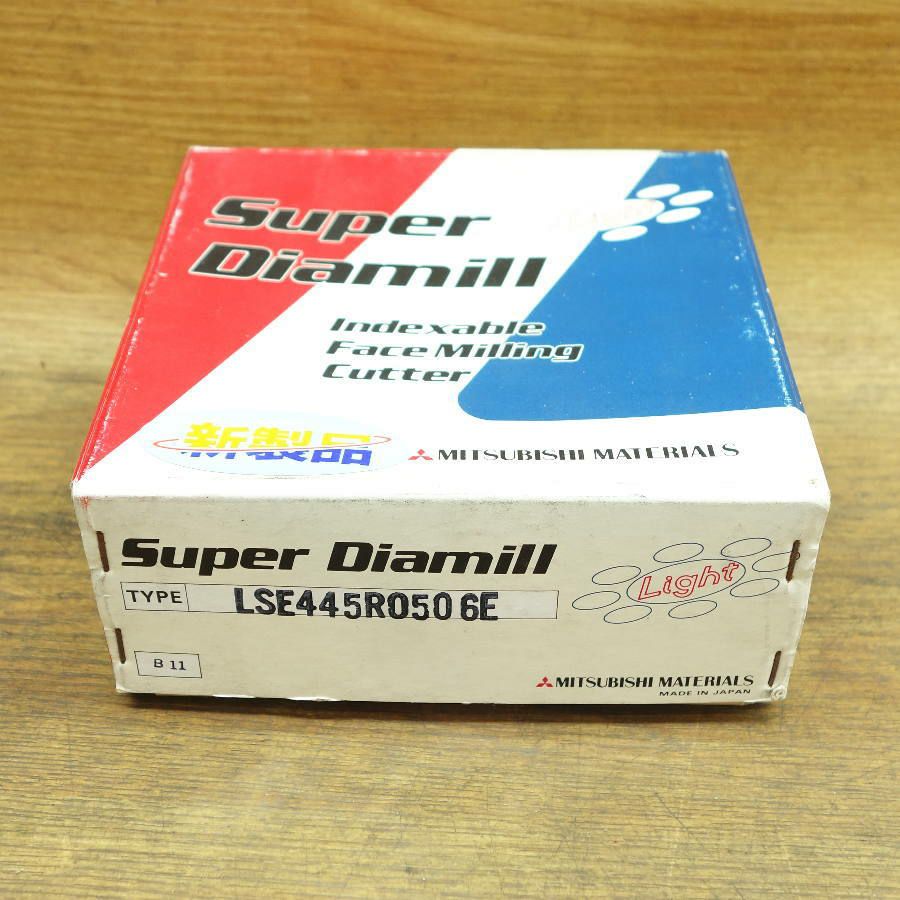 Super
Diamill
Indexable
Face Milling
Cutter
新製品
MITSUBISHI MATERIALS
Super Diamill
TYPE LSE445R0506E
Light
B 11
MITSUBISHI MATERIALS
MADE IN JAPAN